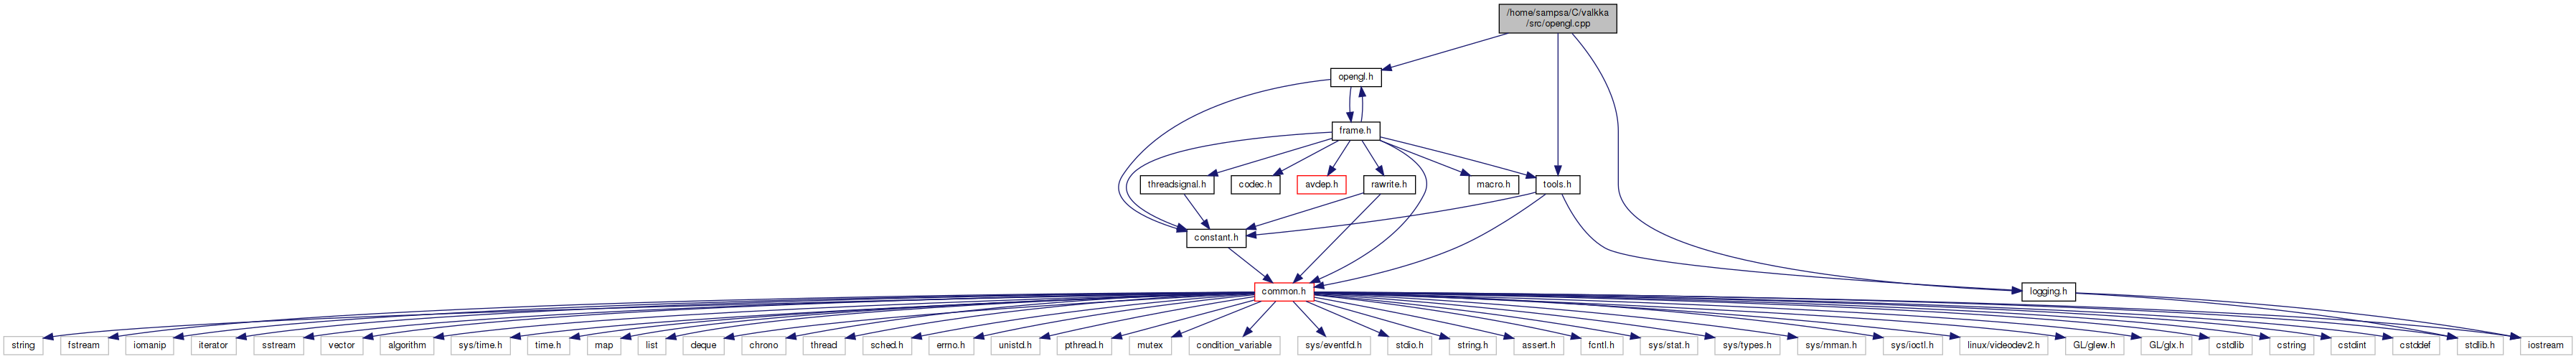 /home/sampsa/C/valkka
/src/opengl.cpp
opengl.h
frame.h
threadsignal.h
codec.h
avdep.h
rawrite.h
macro.h
tools.h
constant.h
common.h
logging.h
string
fstream
iomanip
iterator
sstream
vector
algorithm
sys/time.h
time.h
map
list
deque
chrono
thread
sched.h
errno.h
unistd.h
pthread.h
mutex
condition_variable
sys/eventfd.h
stdio.h
string.h
assert.h
fcntl.h
sys/stat.h
sys/types.h
sys/mman.h
sys/ioctl.h
linux/videodev2.h
GL/glew.h
GL/glx.h
cstdlib
cstring
cstdint
cstddef
stdlib.h
iostream